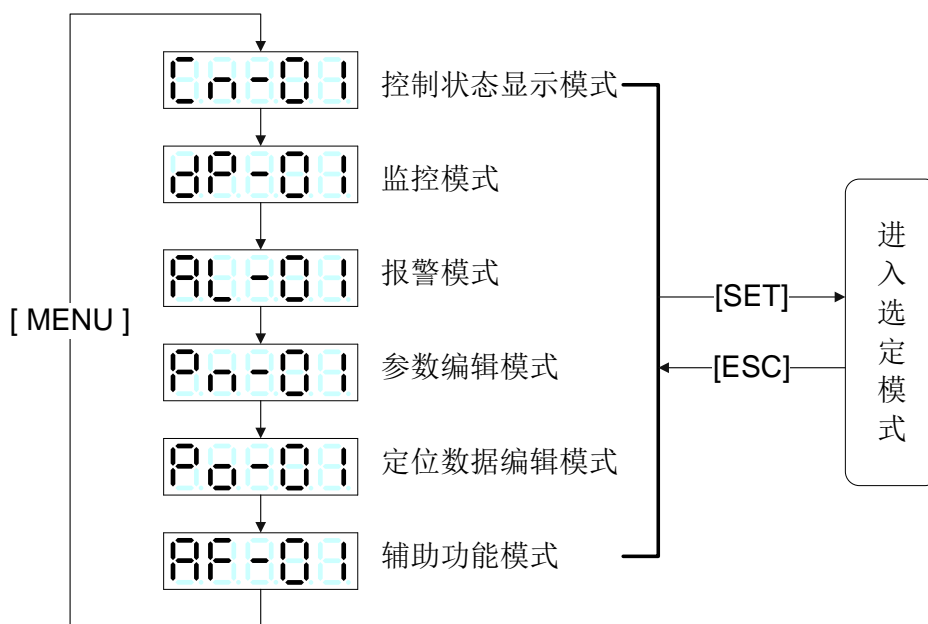 Cn-01 控制状态显示模式
dP-01 监控模式
AL-01 报警模式
[ MENU ]
[SET]
[ESC]
进入选定模式
Pn-01 参数编辑模式
Po-01 定位数据编辑模式
AF-01 辅助功能模式